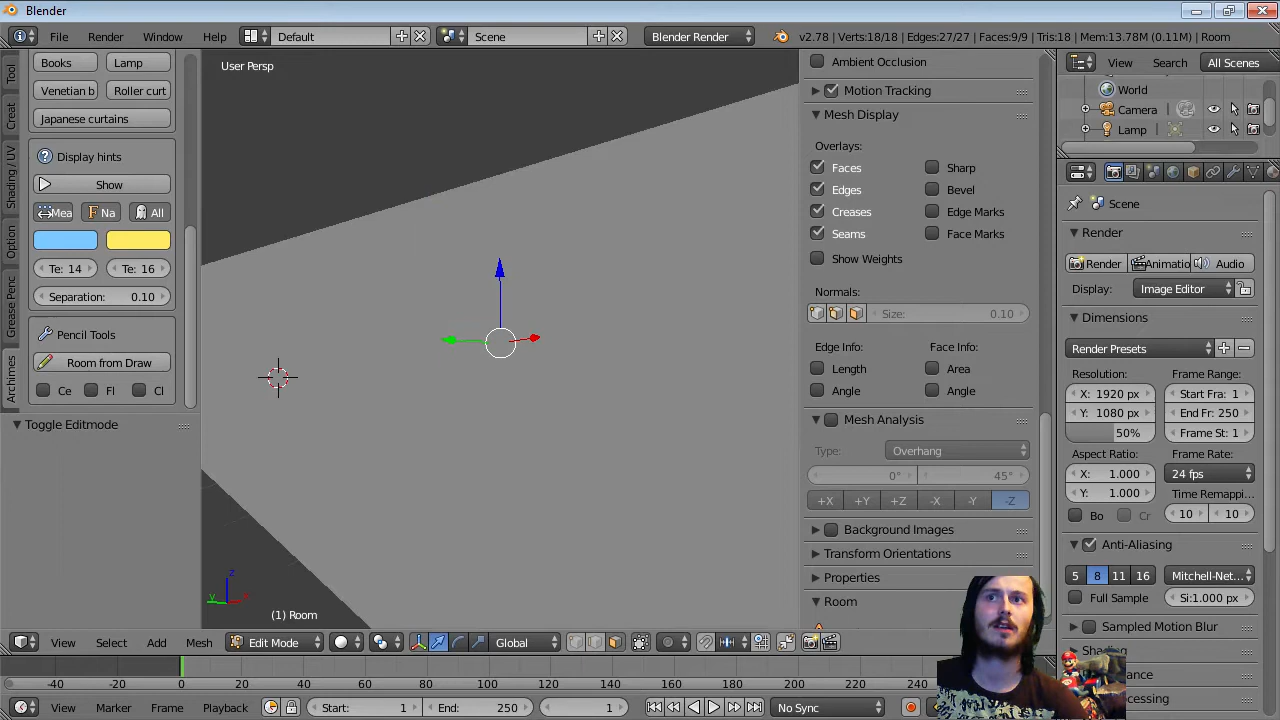 Blender
File Render Window Help Default Scene Blender Render v2.78 | Verts:18/18 | Edges:27/27 | Faces:9/9 | Tris:18 | Mem:13.78M (0.11M) | Room
Tool
Creat
Shading / UV
Option
Grease Penc
Archimes
Books Lamp
Venetian b Roller curt
Japanese curtains
Display hints
Show
Mea Na All
Te: 14 Te: 16
Separation: 0.10
Pencil Tools
Room from Draw
Ce Fl Cl
Toggle Editmode
User Persp
z
y
(1) Room
Ambient Occlusion
Motion Tracking
Mesh Display
Overlays:
Faces Sharp
Edges Bevel
Creases Edge Marks
Seams Face Marks
Show Weights
Normals:
Size: 0.10
Edge Info: Face Info:
Length Area
Angle Angle
Mesh Analysis
Type: Overhang
0° 45°
+X +Y +Z -X -Y -Z
Background Images
Transform Orientations
Properties
Room
View Search All Scenes
World
Camera
Lamp
Scene
Render
Render Animatio Audio
Display: Image Editor
Dimensions
Render Presets
Resolution: Frame Range:
X: 1920 px Start Fra: 1
Y: 1080 px End Fr: 250
50% Frame St: 1
Aspect Ratio: Frame Rate:
X: 1.000 24 fps
Y: 1.000 Time Remappi...
Bo Cr 10 10
Anti-Aliasing
5 8 11 16 Mitchell-Net...
Full Sample Si:1.000 px
Sampled Motion Blur
View Select Add Mesh Edit Mode Global
-40 -20 0 20 40 60 80 100 120 140 160 180 200 220 240
View Marker Frame Playback Start: 1 End: 250 1 No Sync